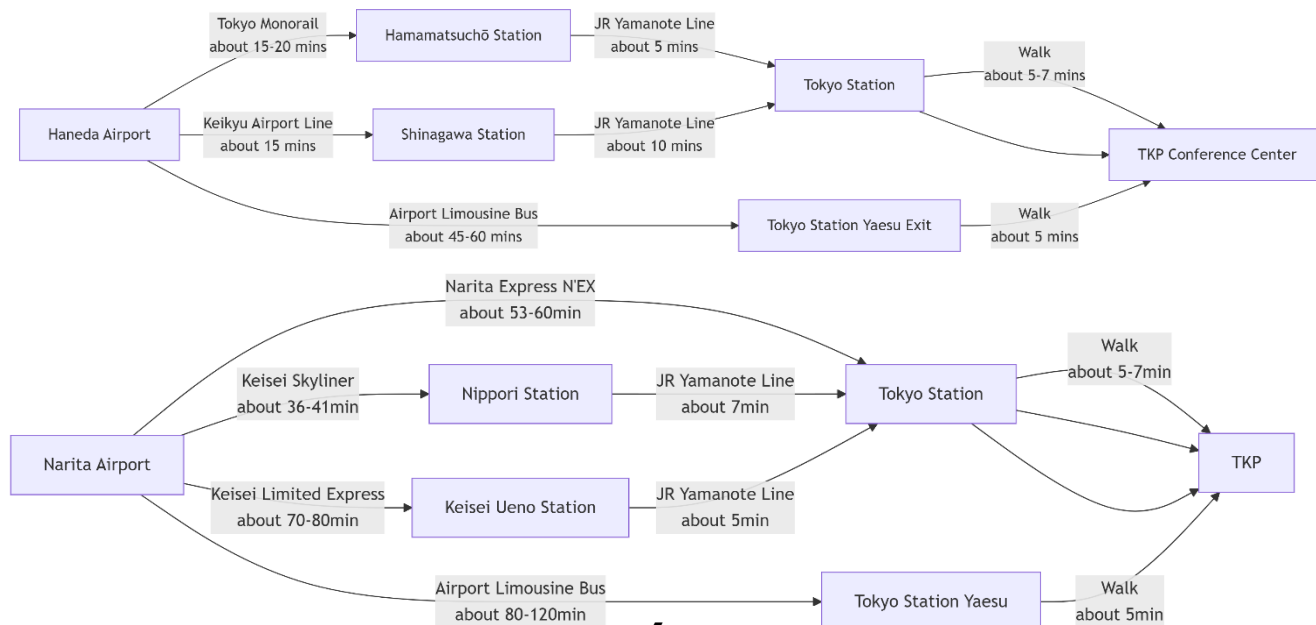 Tokyo Monorail
about 15-20 mins
Hamamatsuchō Station
JR Yamanote Line
about 5 mins
Tokyo Station
Walk
about 5-7 mins
Haneda Airport
Keikyu Airport Line
about 15 mins
Shinagawa Station
JR Yamanote Line
about 10 mins
TKP Conference Center
Airport Limousine Bus
about 45-60 mins
Tokyo Station Yaesu Exit
Walk
about 5 mins
Narita Express N'EX
about 53-60min
Keisei Skyliner
about 36-41min
Nippori Station
JR Yamanote Line
about 7min
Tokyo Station
Walk
about 5-7min
Narita Airport
Keisei Limited Express
about 70-80min
Keisei Ueno Station
JR Yamanote Line
about 5min
TKP
Airport Limousine Bus
about 80-120min
Tokyo Station Yaesu
Walk
about 5min